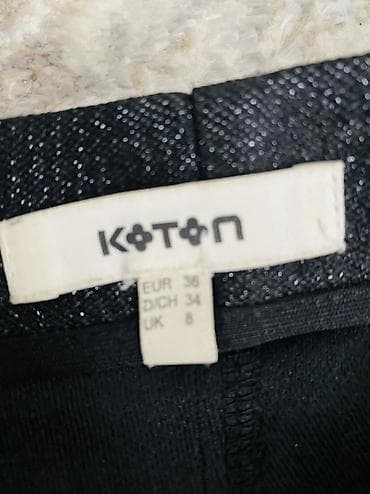 KOTON
EUR 36
D/CH 34
UK 8